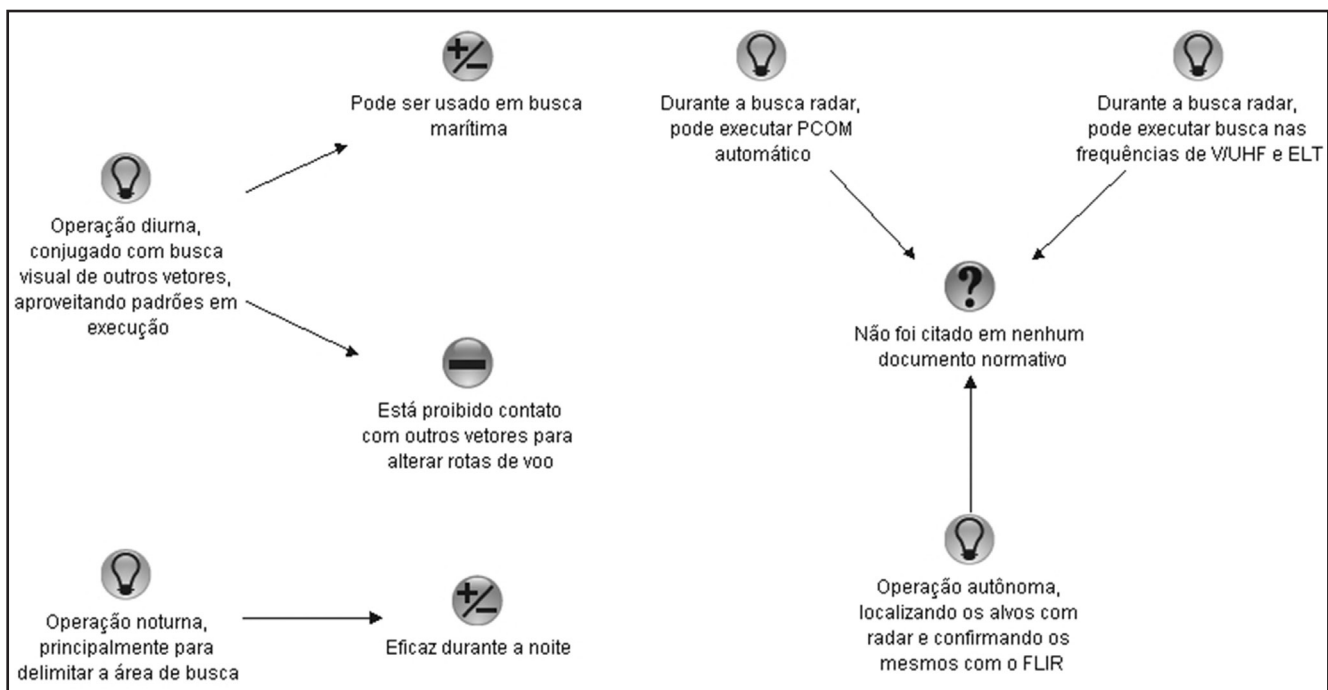 Pode ser usado em busca
marítima
Durante a busca radar,
pode executar PCOM
automático
Durante a busca radar,
pode executar busca nas
frequências de V/UHF e ELT
Operação diurna,
conjugado com busca
visual de outros vetores,
aproveitando padrões em
execução
Não foi citado em nenhum
documento normativo
Está proibido contato
com outros vetores para
alterar rotas de voo
Operação noturna,
principalmente para
delimitar a área de busca
Eficaz durante a noite
Operação autônoma,
localizando os alvos com
radar e confirmando os
mesmos com o FLIR